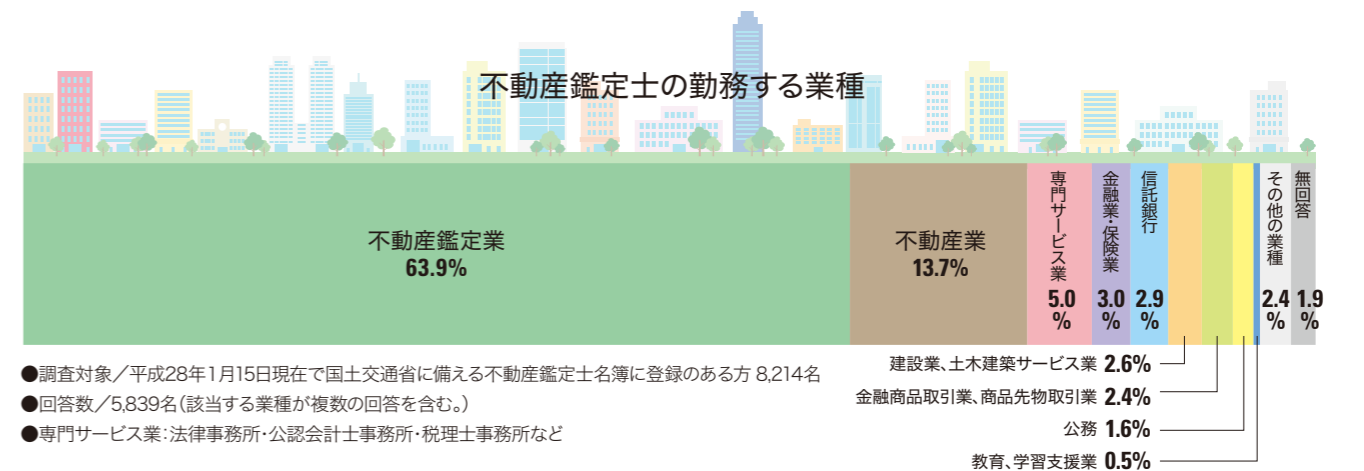 不動産鑑定士の勤務する業種
不動産鑑定業
63.9%
不動産業
13.7%
専門サービス業
5.0
%
金融業・保険業
3.0
%
信託銀行
2.9
%
その他の業種
2.4
%
無回答
1.9
%
建設業、土木建築サービス業 2.6%
金融商品取引業、商品先物取引業 2.4%
公務 1.6%
教育、学習支援業 0.5%
●調査対象／平成28年1月15日現在で国土交通省に備える不動産鑑定士名簿に登録のある方 8,214名
●回答数／5,839名(該当する業種が複数の回答を含む。)
●専門サービス業:法律事務所・公認会計士事務所・税理士事務所など